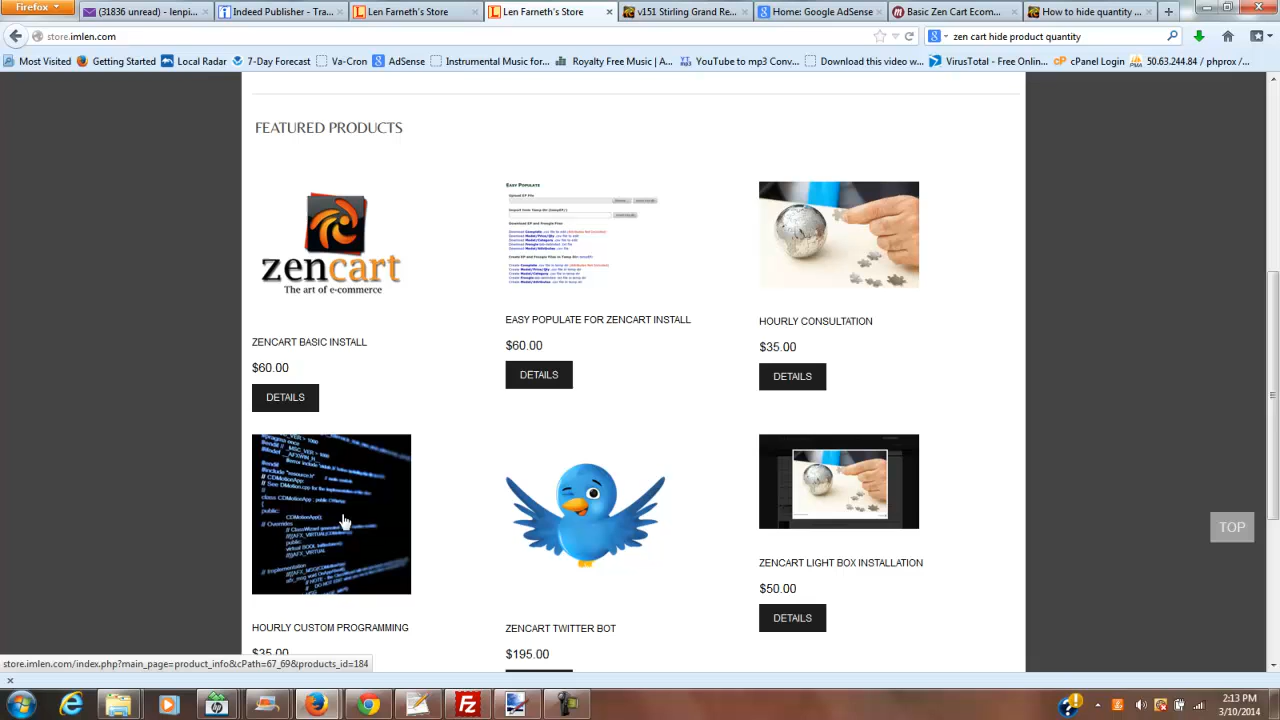 Firefox
(31836 unread) - lenpi...
Indeed Publisher - Tra...
Len Farneth's Store
Len Farneth's Store
v151 Stirling Grand Pr...
Home: Google AdSense
Basic Zen Cart Ecom...
How to hide quantity ...
store.imlen.com
zen cart hide product quantity
Most Visited
Getting Started
Local Radar
7-Day Forecast
Va-Cron
AdSense
Instrumental Music for...
Royalty Free Music | A...
YouTube to mp3 Conv...
Download this video w...
VirusTotal - Free Onlin...
cPanel Login
50.63.244.84 / phprox /...
FEATURED PRODUCTS
zencart
The art of e-commerce
Easy Populate
ZENCART BASIC INSTALL
$60.00
DETAILS
EASY POPULATE FOR ZENCART INSTALL
$60.00
DETAILS
HOURLY CONSULTATION
$35.00
DETAILS
HOURLY CUSTOM PROGRAMMING
$35.00
ZENCART TWITTER BOT
$195.00
ZENCART LIGHT BOX INSTALLATION
$50.00
DETAILS
TOP
store.imlen.com/index.php?main_page=product_info&cPath=67_69&products_id=184
2:13 PM
3/10/2014